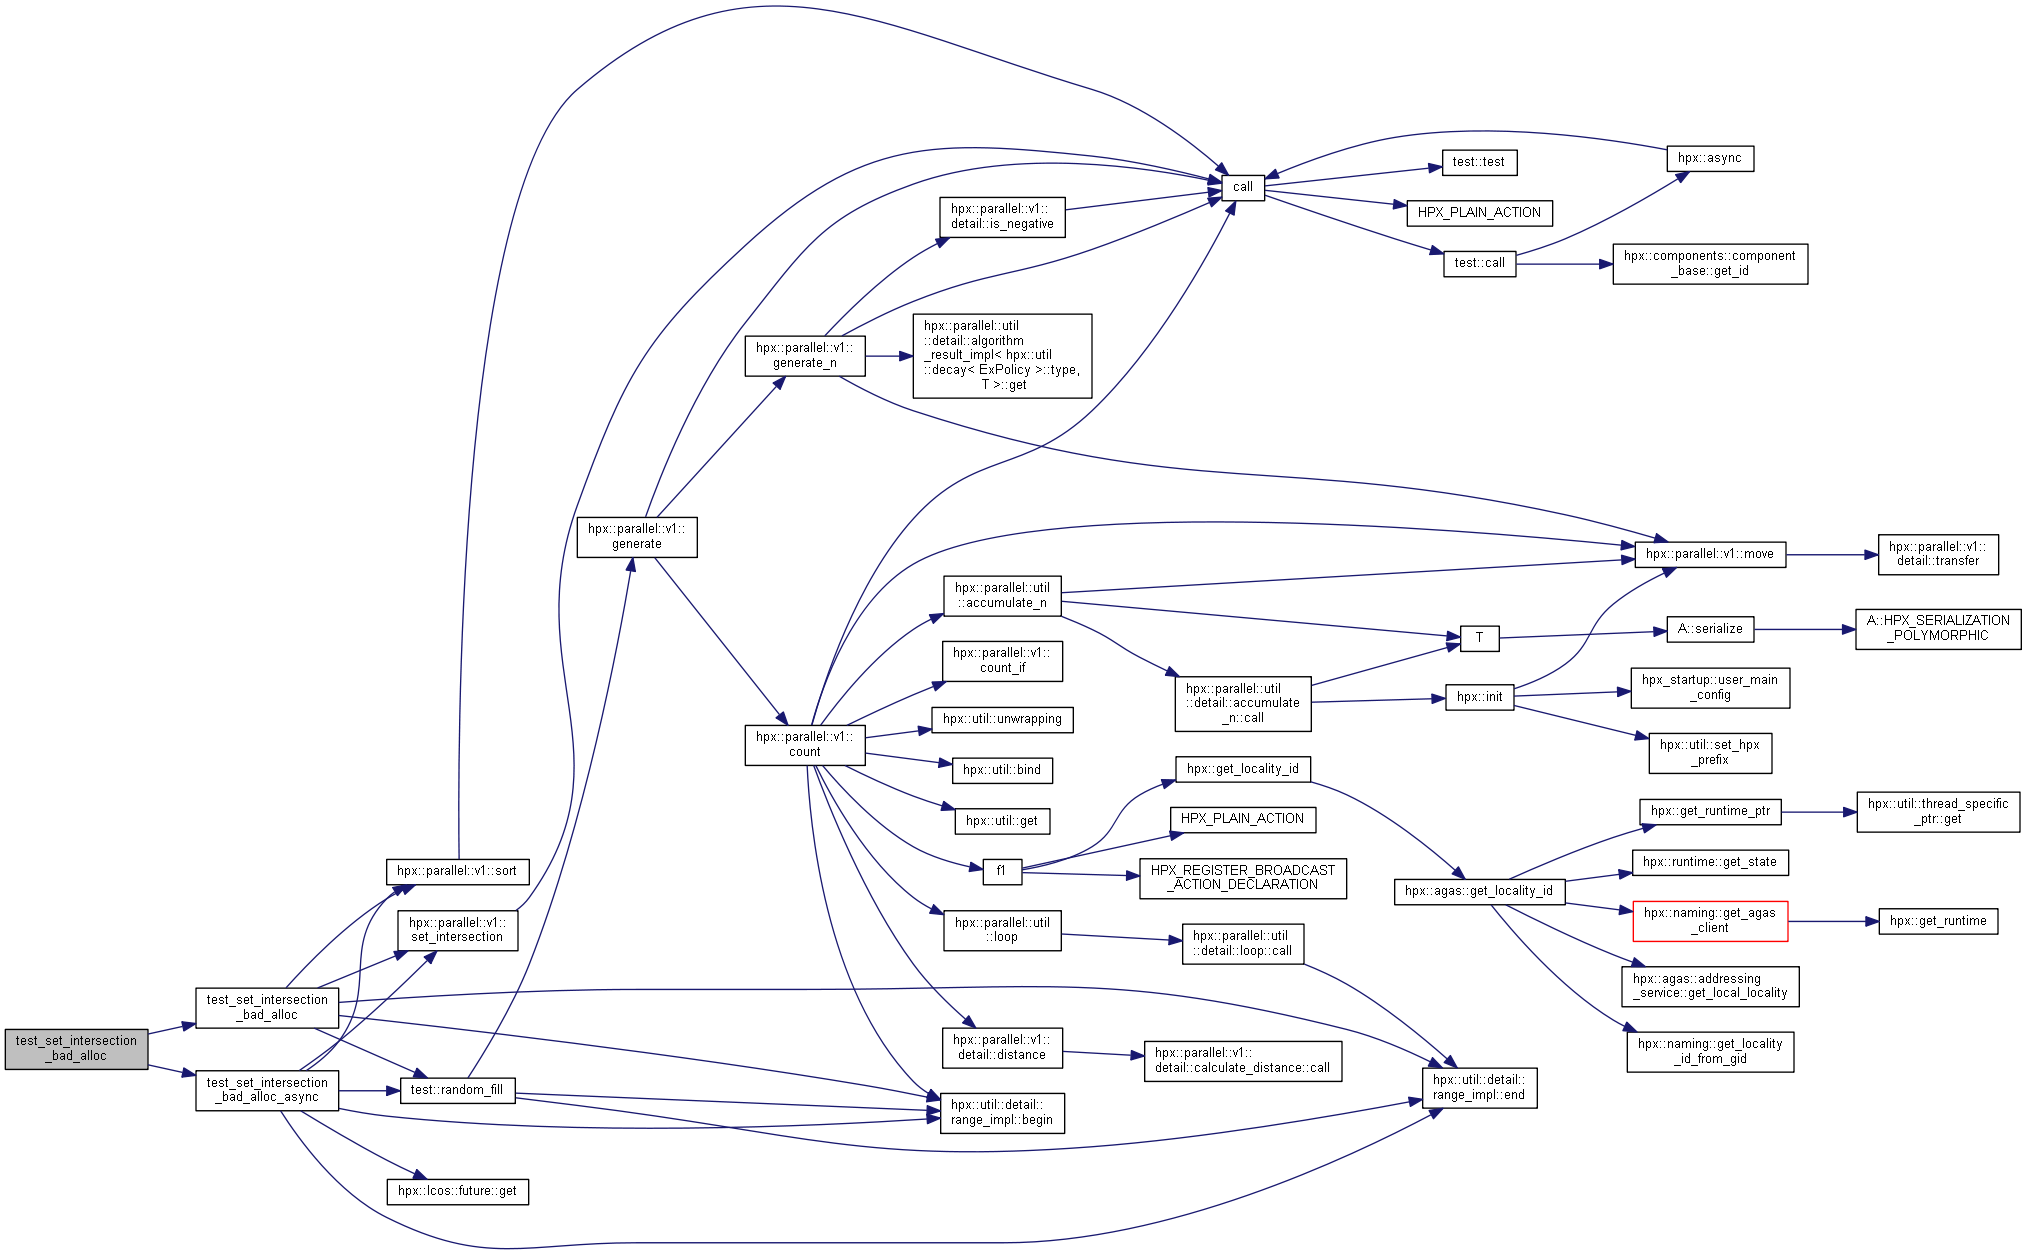 call
test::test
hpx::async
hpx::parallel::v1::
detail::is_negative
HPX_PLAIN_ACTION
test::call
hpx::components::component
_base::get_id
hpx::parallel::v1::
generate_n
hpx::parallel::util
::detail::algorithm
_result_impl< hpx::util
::decay< ExPolicy >::type,
T >::get
hpx::parallel::v1::
generate
hpx::parallel::v1::move
hpx::parallel::v1::
detail::transfer
hpx::parallel::util
::accumulate_n
T
A::serialize
A::HPX_SERIALIZATION
_POLYMORPHIC
hpx::parallel::v1::
count_if
hpx::parallel::util
::detail::accumulate
_n::call
hpx::init
hpx_startup::user_main
_config
hpx::util::unwrapping
hpx::parallel::v1::
count
hpx::util::set_hpx
_prefix
hpx::util::bind
hpx::get_locality_id
hpx::util::get
HPX_PLAIN_ACTION
hpx::get_runtime_ptr
hpx::util::thread_specific
_ptr::get
hpx::parallel::v1::sort
f1
HPX_REGISTER_BROADCAST
_ACTION_DECLARATION
hpx::agas::get_locality_id
hpx::runtime::get_state
hpx::parallel::v1::
set_intersection
hpx::parallel::util
::loop
hpx::parallel::util
::detail::loop::call
hpx::naming::get_agas
_client
hpx::get_runtime
test_set_intersection
_bad_alloc
hpx::agas::addressing
_service::get_local_locality
test_set_intersection
_bad_alloc
hpx::parallel::v1::
detail::distance
hpx::parallel::v1::
detail::calculate_distance::call
hpx::naming::get_locality
_id_from_gid
test_set_intersection
_bad_alloc_async
test::random_fill
hpx::util::detail::
range_impl::begin
hpx::util::detail::
range_impl::end
hpx::lcos::future::get